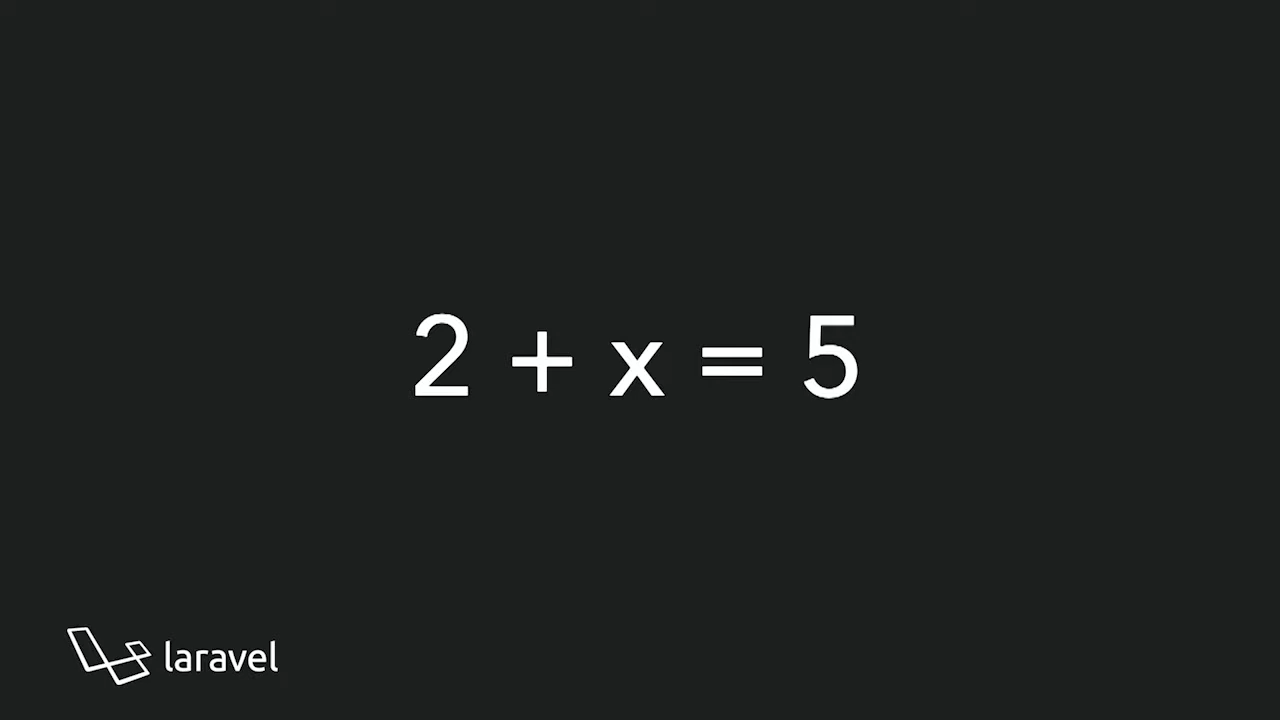 2 + x = 5
laravel